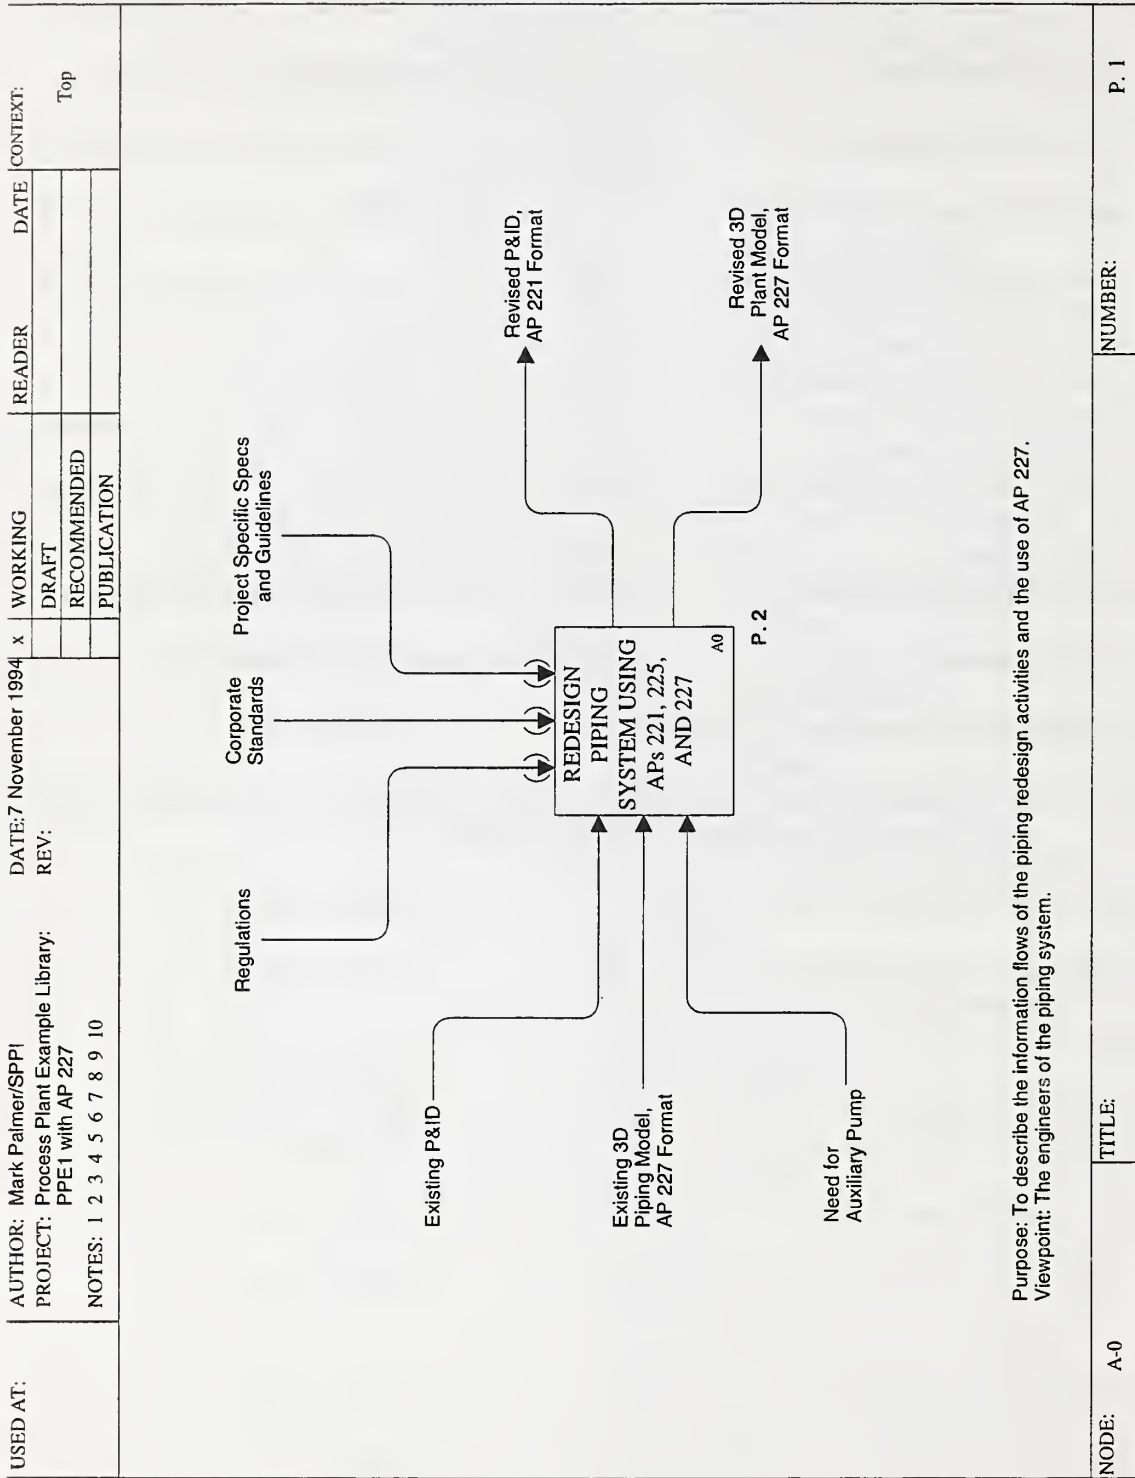 USED AT:
AUTHOR: Mark Palmer/SPPI
DATE:7 November 1994
x WORKING
READER
DATE
CONTEXT:
PROJECT: Process Plant Example Library:
REV:
DRAFT
PPE1 with AP 227
RECOMMENDED
Top
NOTES: 1 2 3 4 5 6 7 8 9 10
PUBLICATION
Regulations
Corporate
Standards
Project Specific Specs
and Guidelines
Existing P&ID
Existing 3D
Piping Model,
AP 227 Format
Need for
Auxiliary Pump
REDESIGN
PIPING
SYSTEM USING
APs 221, 225,
AND 227
A0
P. 2
Revised P&ID,
AP 221 Format
Revised 3D
Plant Model,
AP 227 Format
Purpose: To describe the information flows of the piping redesign activities and the use of AP 227.
Viewpoint: The engineers of the piping system.
NODE: A-0
TITLE:
NUMBER:
P. 1